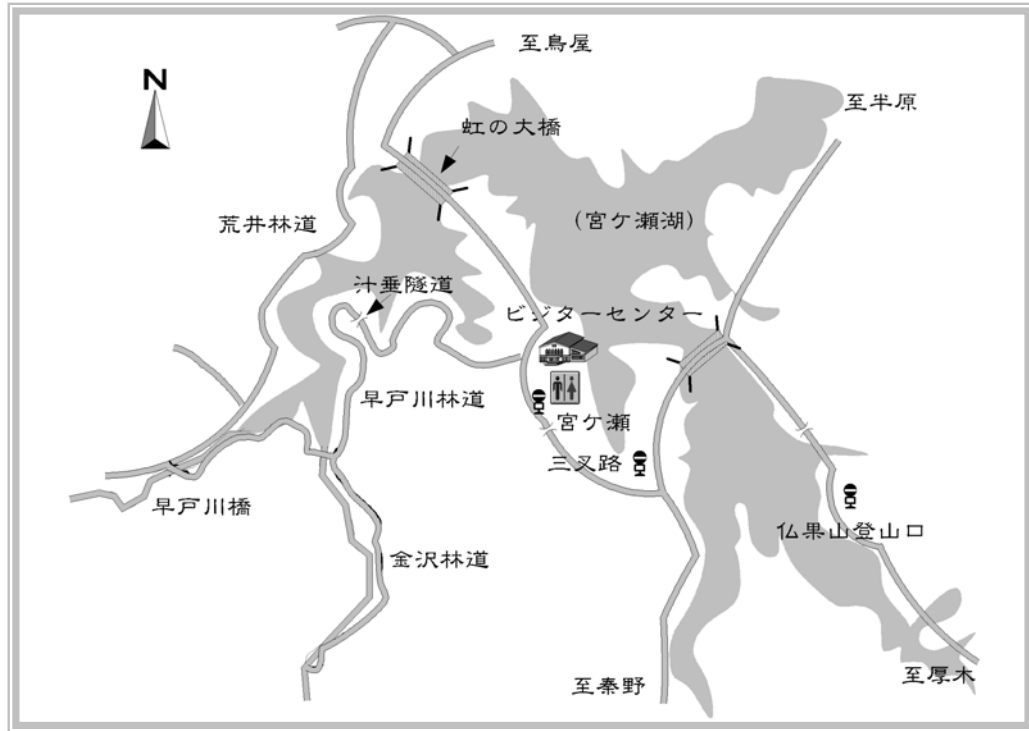 至鳥屋
N
至半原
虹の大橋
荒井林道
(宮ケ瀬湖)
汁垂隧道
ビジターセンター
早戸川林道
宮ケ瀬
三叉路
早戸川橋
仏果山登山口
金沢林道
至秦野
至厚木